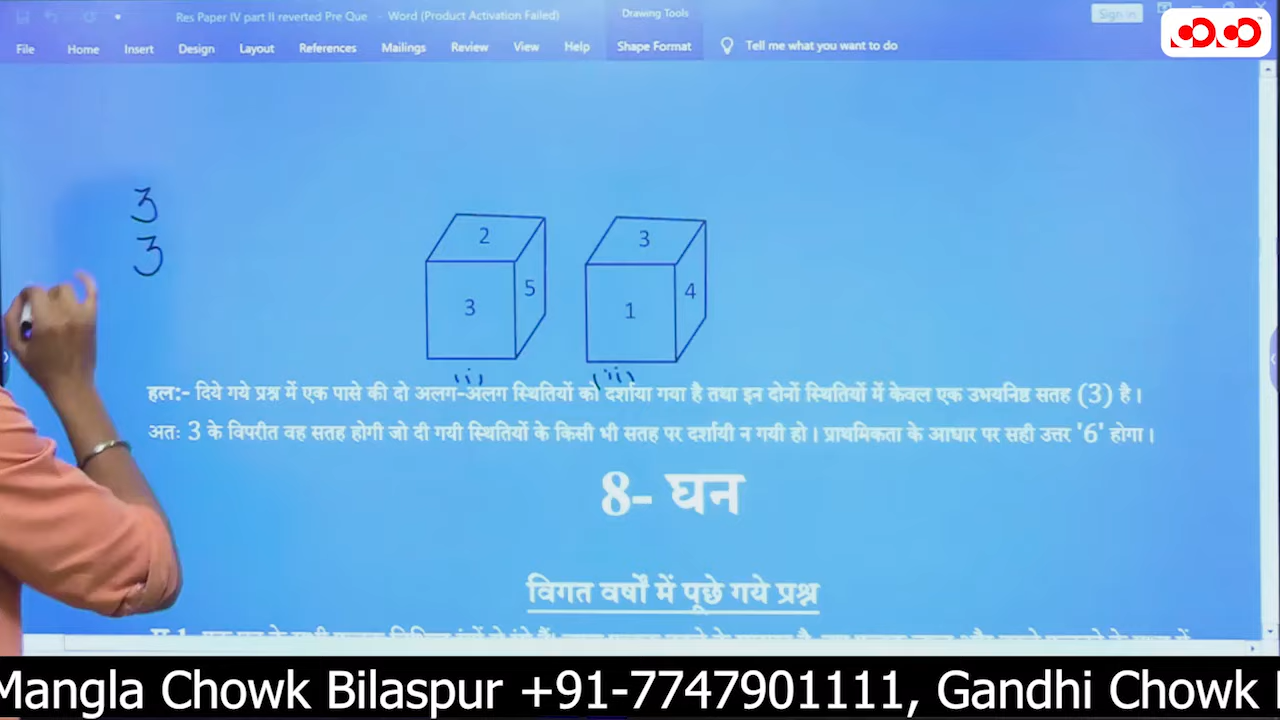 Res Paper IV part II reverted Pre Que - Word (Product Activation Failed)
Drawing Tools
Sign in
File Home Insert Design Layout References Mailings Review View Help Shape Format Tell me what you want to do
3
3
2
3
5
3
1
4
(i) (ii)
हलः- दिये गये प्रश्न में एक पासे की दो अलग-अलग स्थितियों को दर्शाया गया है तथा इन दोनों स्थितियों में केवल एक उभयनिष्ठ सतह (3) है।
अतः 3 के विपरीत वह सतह होगी जो दी गयी स्थितियों के किसी भी सतह पर दर्शायी न गयी हो। प्राथमिकता के आधार पर सही उत्तर '6' होगा।
8- घन
विगत वर्षों में पूछे गये प्रश्न
Mangla Chowk Bilaspur +91-7747901111, Gandhi Chowk